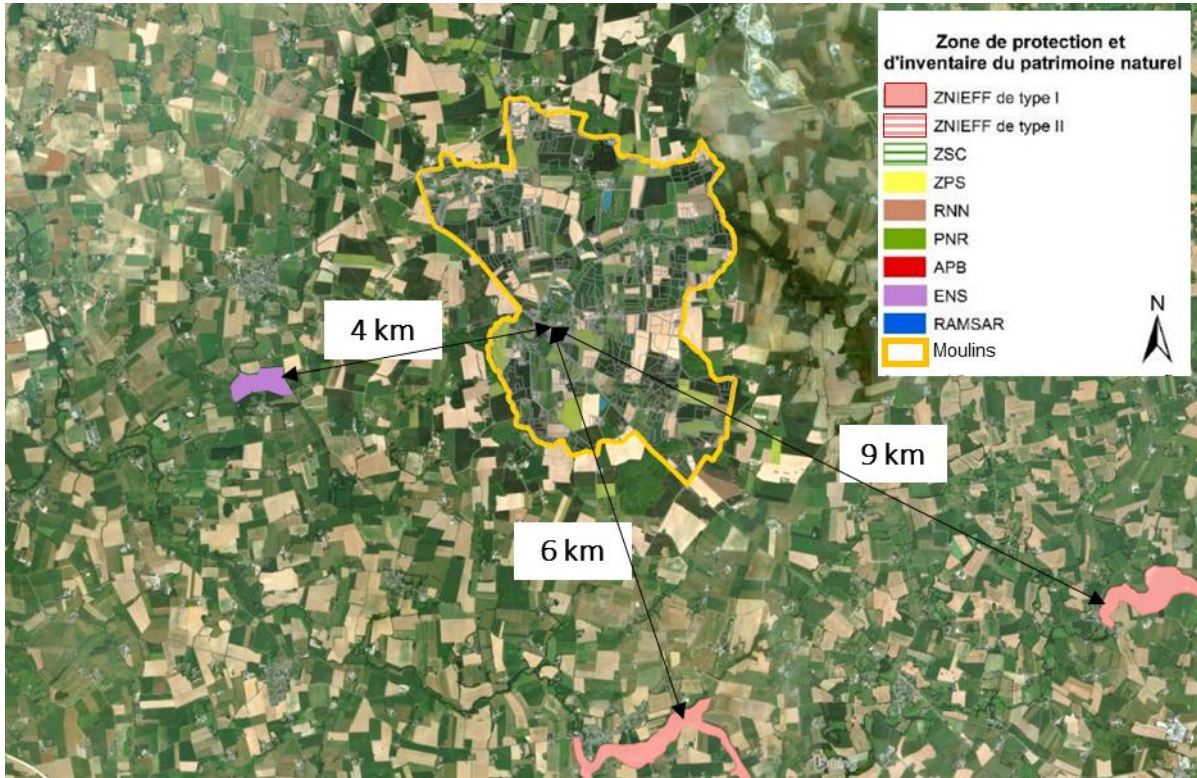 Zone de protection et
d'inventaire du patrimoine naturel
ZNIEFF de type I
ZNIEFF de type II
ZSC
ZPS
RNN
PNR
APB
ENS
RAMSAR
Moulins
N
4 km
9 km
6 km